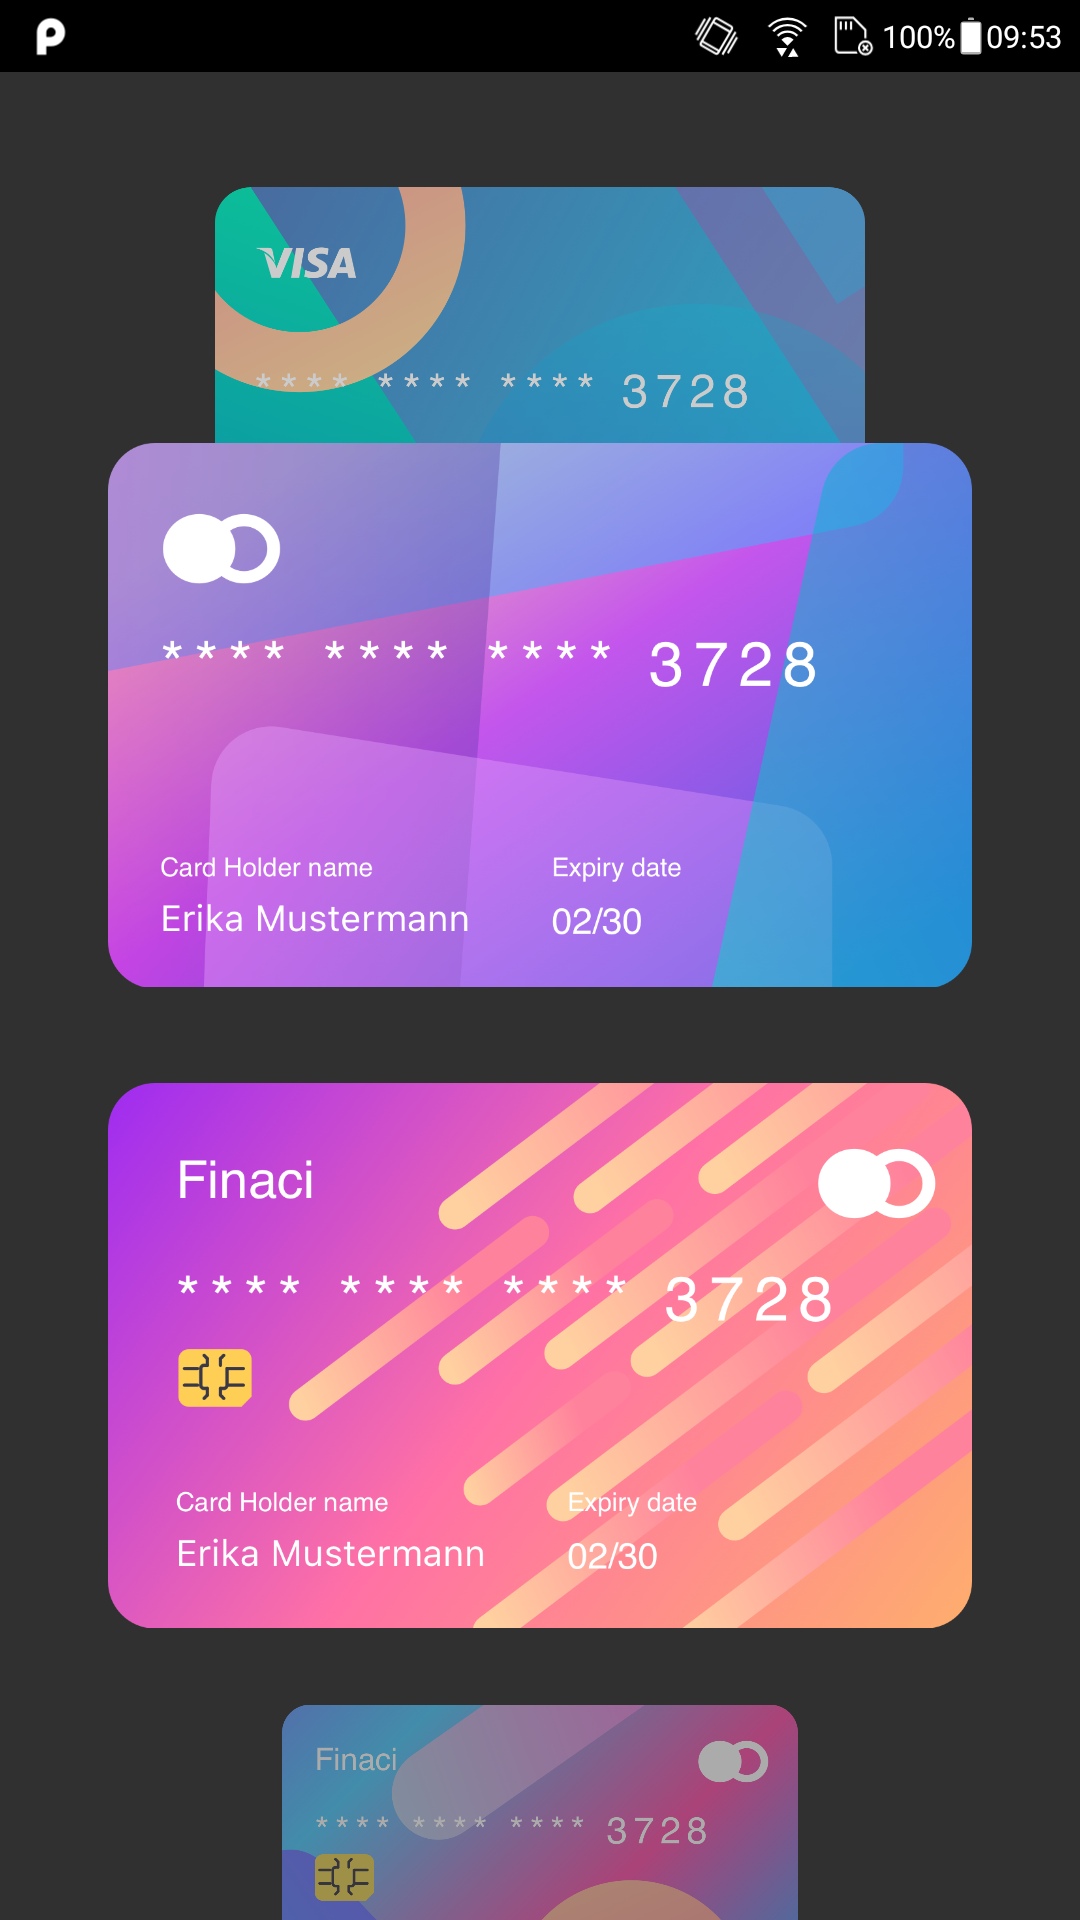 100% 09:53
VISA
**** **** **** 3728
**** **** **** 3728
Card Holder name Expiry date
Erika Mustermann 02/30
Finaci
**** **** **** 3728
Card Holder name Expiry date
Erika Mustermann 02/30
Finaci
**** **** **** 3728